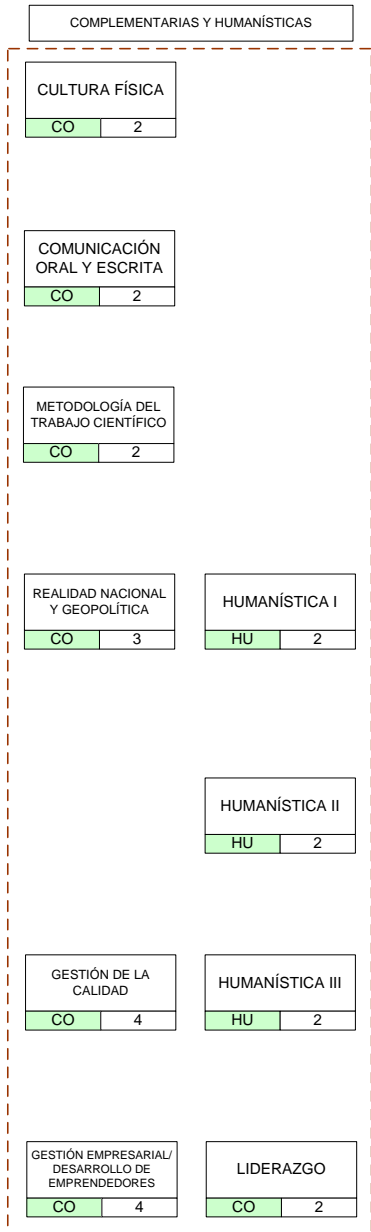 COMPLEMENTARIAS Y HUMANÍSTICAS
CULTURA FÍSICA
CO 2
COMUNICACIÓN
ORAL Y ESCRITA
CO 2
METODOLOGÍA DEL
TRABAJO CIENTÍFICO
CO 2
REALIDAD NACIONAL
Y GEOPOLÍTICA
CO 3
HUMANÍSTICA I
HU 2
HUMANÍSTICA II
HU 2
GESTIÓN DE LA
CALIDAD
CO 4
HUMANÍSTICA III
HU 2
GESTIÓN EMPRESARIAL/
DESARROLLO DE
EMPRENDEDORES
CO 4
LIDERAZGO
CO 2